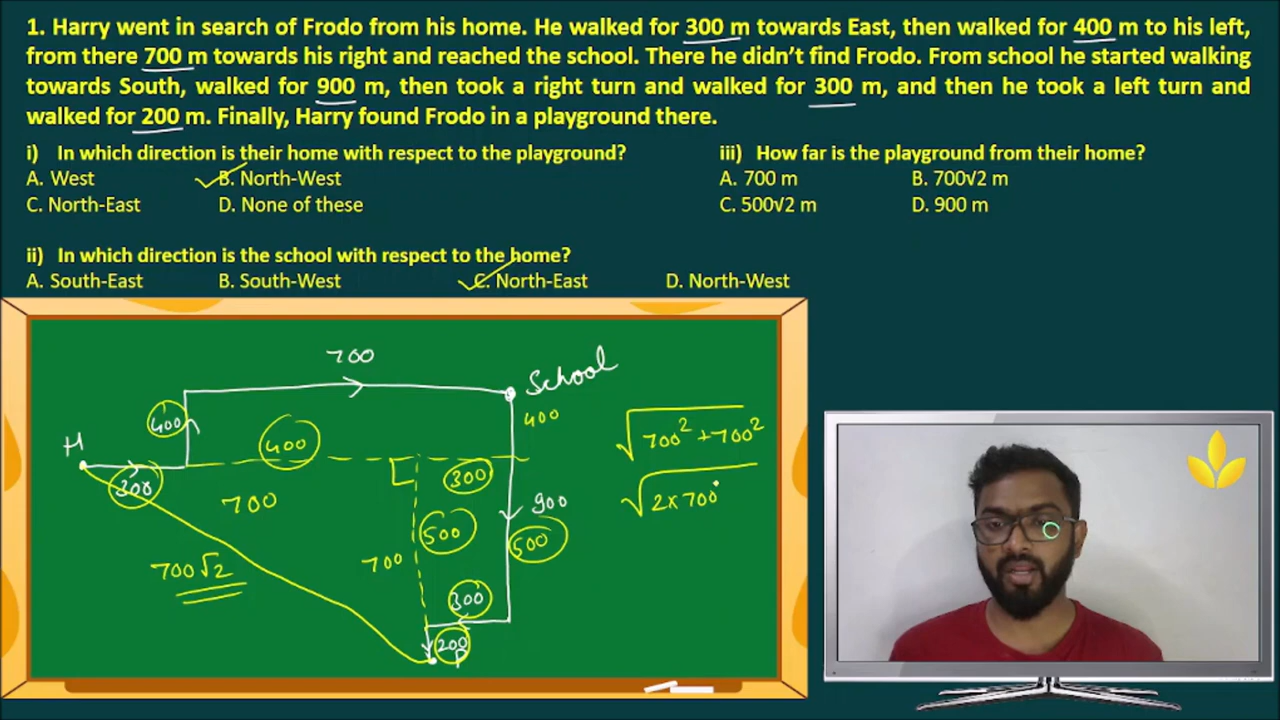 1. Harry went in search of Frodo from his home. He walked for 300 m towards East, then walked for 400 m to his left,
from there 700 m towards his right and reached the school. There he didn’t find Frodo. From school he started walking
towards South, walked for 900 m, then took a right turn and walked for 300 m, and then he took a left turn and
walked for 200 m. Finally, Harry found Frodo in a playground there.
i) In which direction is their home with respect to the playground?
A. West B. North-West
C. North-East D. None of these
iii) How far is the playground from their home?
A. 700 m B. 700√2 m
C. 500√2 m D. 900 m
ii) In which direction is the school with respect to the home?
A. South-East B. South-West C. North-East D. North-West
700
School
400
400
H
400
300
300
700
900
500
500
700
700√2
300
200
P
√700² + 700²
√2 x 700